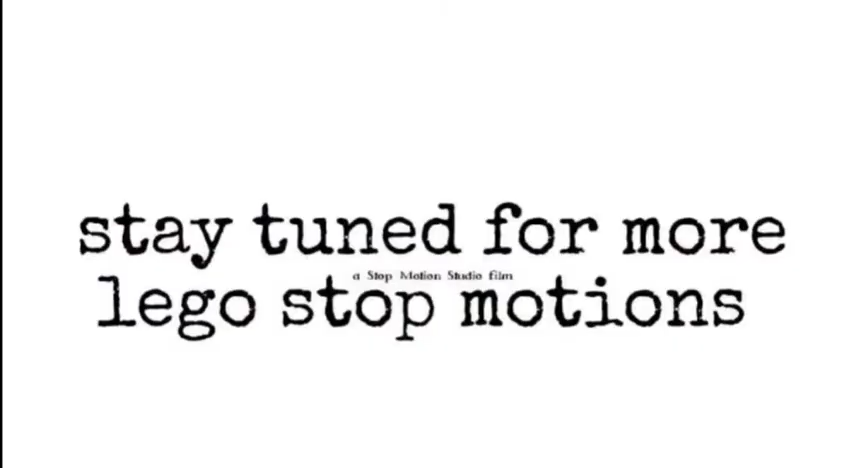 stay tuned for more
a Stop Motion Studio film
lego stop motions